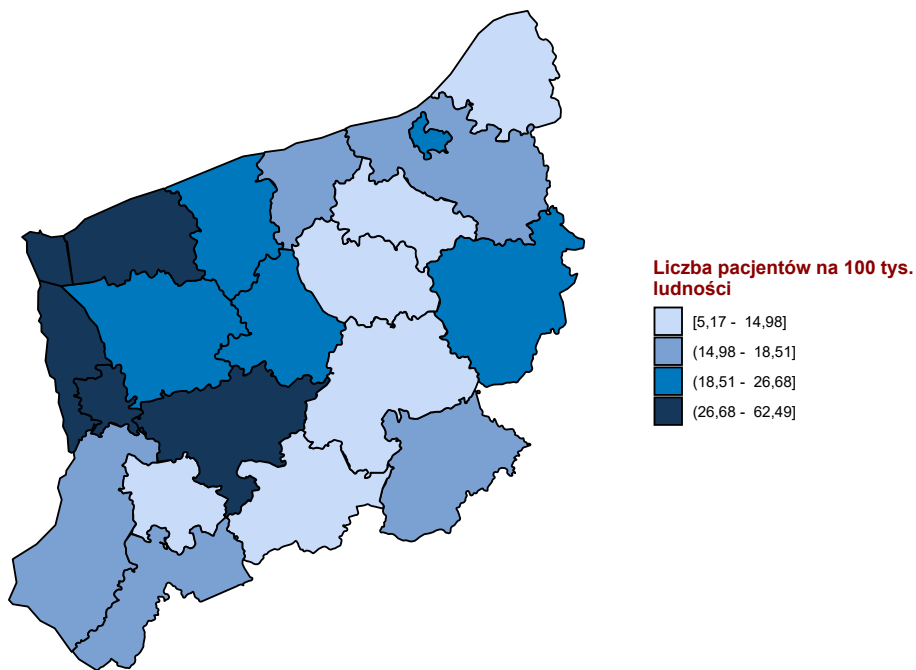 Liczba pacjentów na 100 tys.
ludności
[5,17 - 14,98]
(14,98 - 18,51]
(18,51 - 26,68]
(26,68 - 62,49]